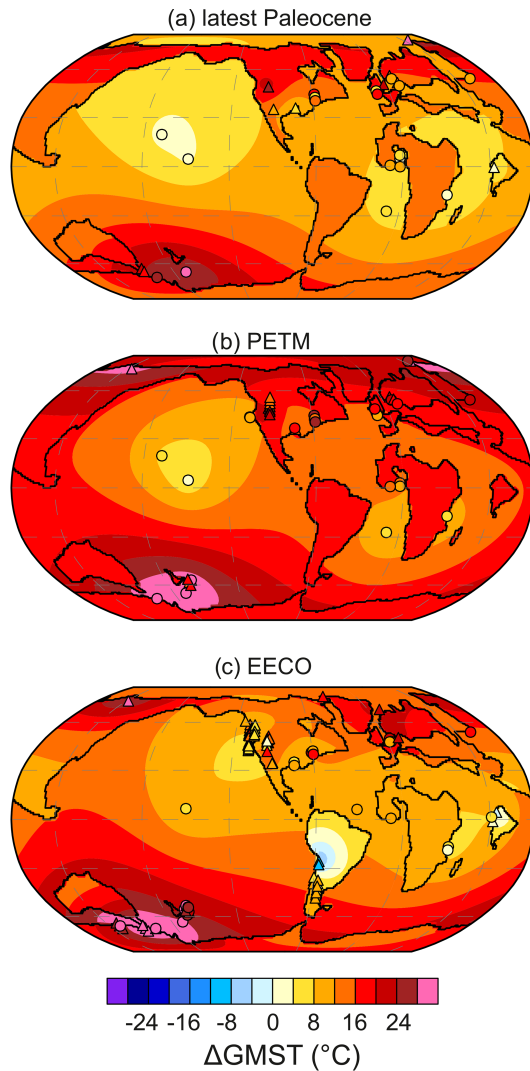 (a) latest Paleocene
(b) PETM
(c) EECO
-24 -16 -8 0 8 16 24
ΔGMST (°C)